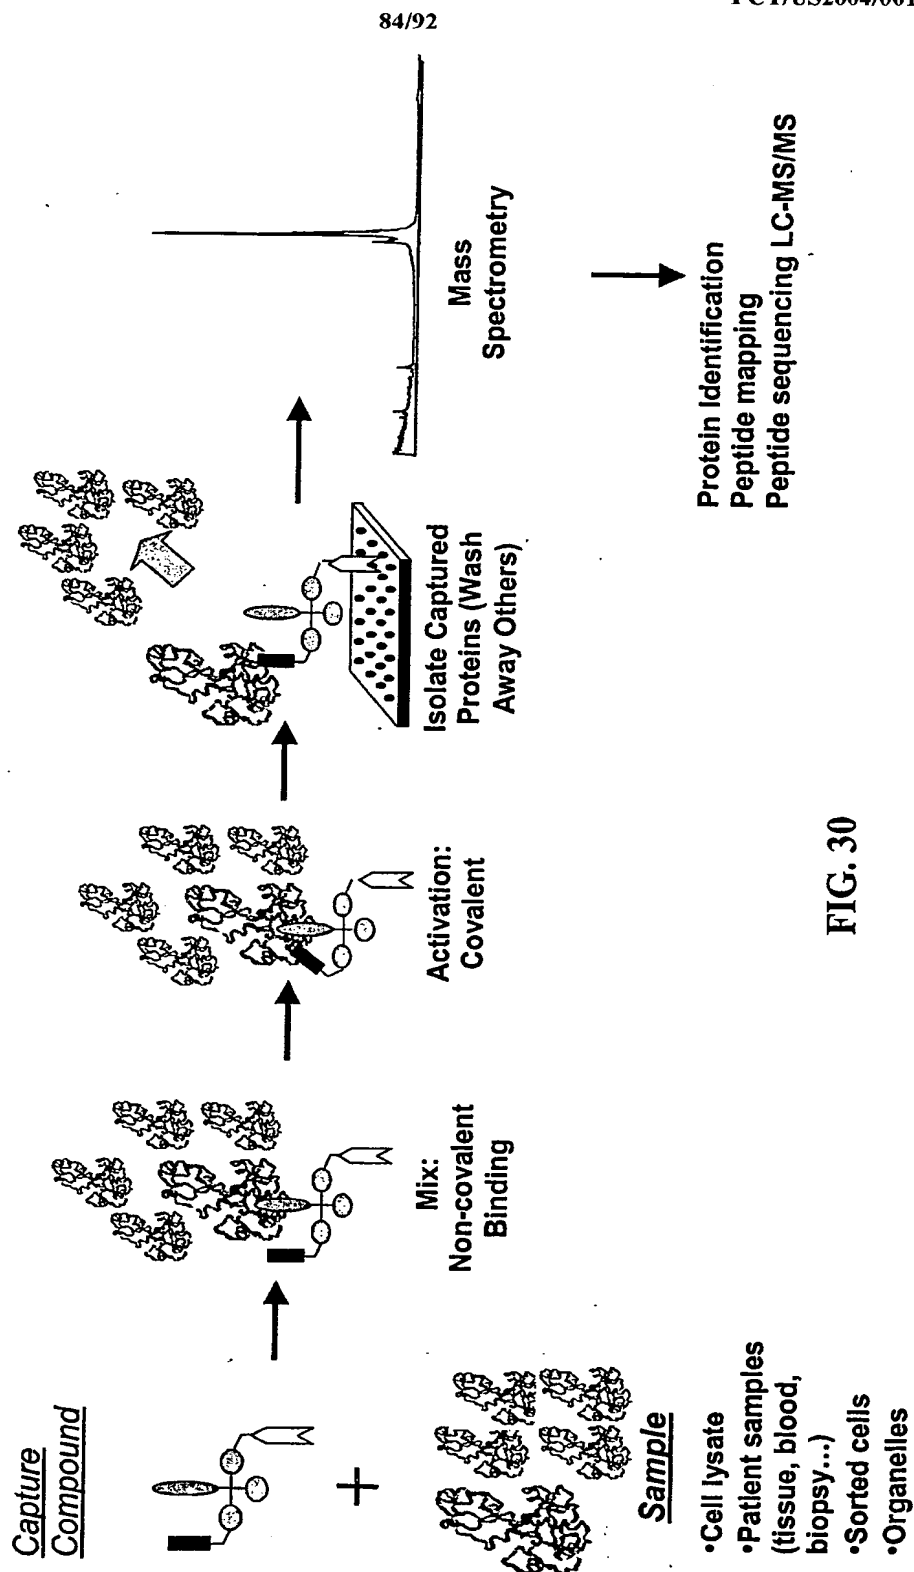 84/92
Capture
Compound
+
Sample
•Cell lysate
•Patient samples
(tissue, blood,
biopsy...)
•Sorted cells
•Organelles
Mix:
Non-covalent
Binding
Activation:
Covalent
Isolate Captured
Proteins (Wash
Away Others)
Mass
Spectrometry
Protein Identification
Peptide mapping
Peptide sequencing LC-MS/MS
FIG. 30